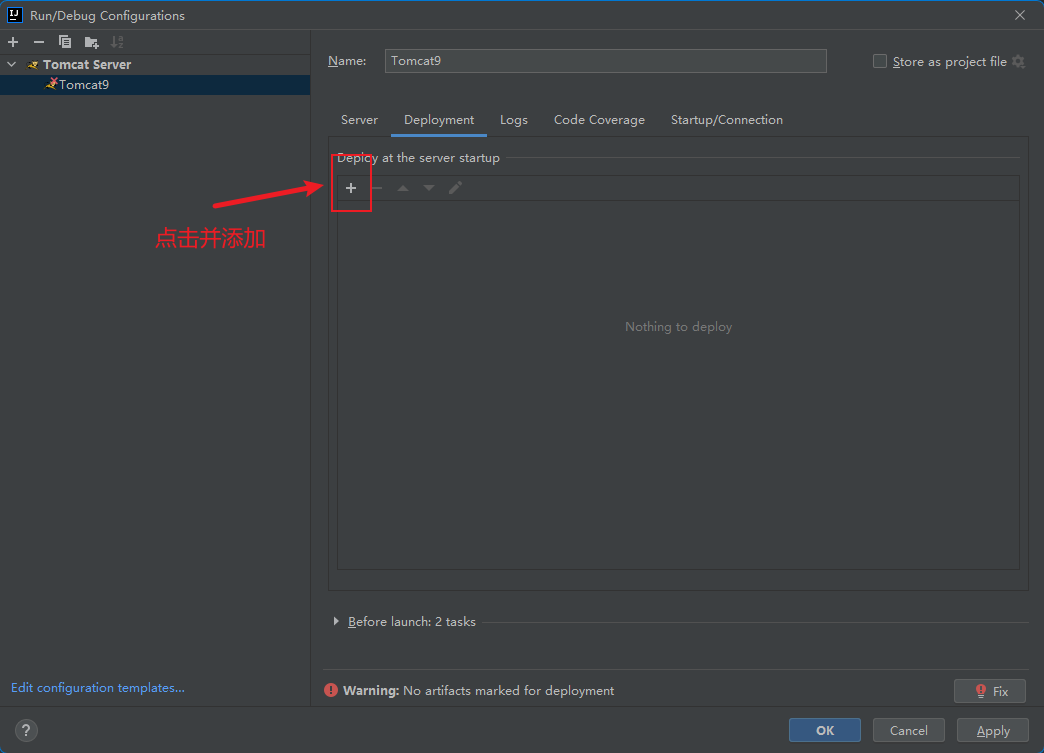 Run/Debug Configurations
Tomcat Server
Tomcat9
Name: Tomcat9
Store as project file
Server Deployment Logs Code Coverage Startup/Connection
Deploy at the server startup
点击并添加
Nothing to deploy
Before launch: 2 tasks
Edit configuration templates...
Warning: No artifacts marked for deployment
Fix
OK Cancel Apply